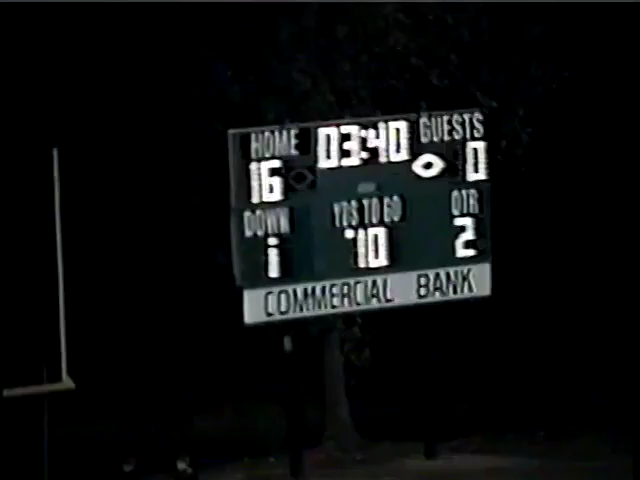 HOME 03:40 GUESTS
16 0
DOWN YDS TO GO QTR
1 10 2
COMMERCIAL BANK